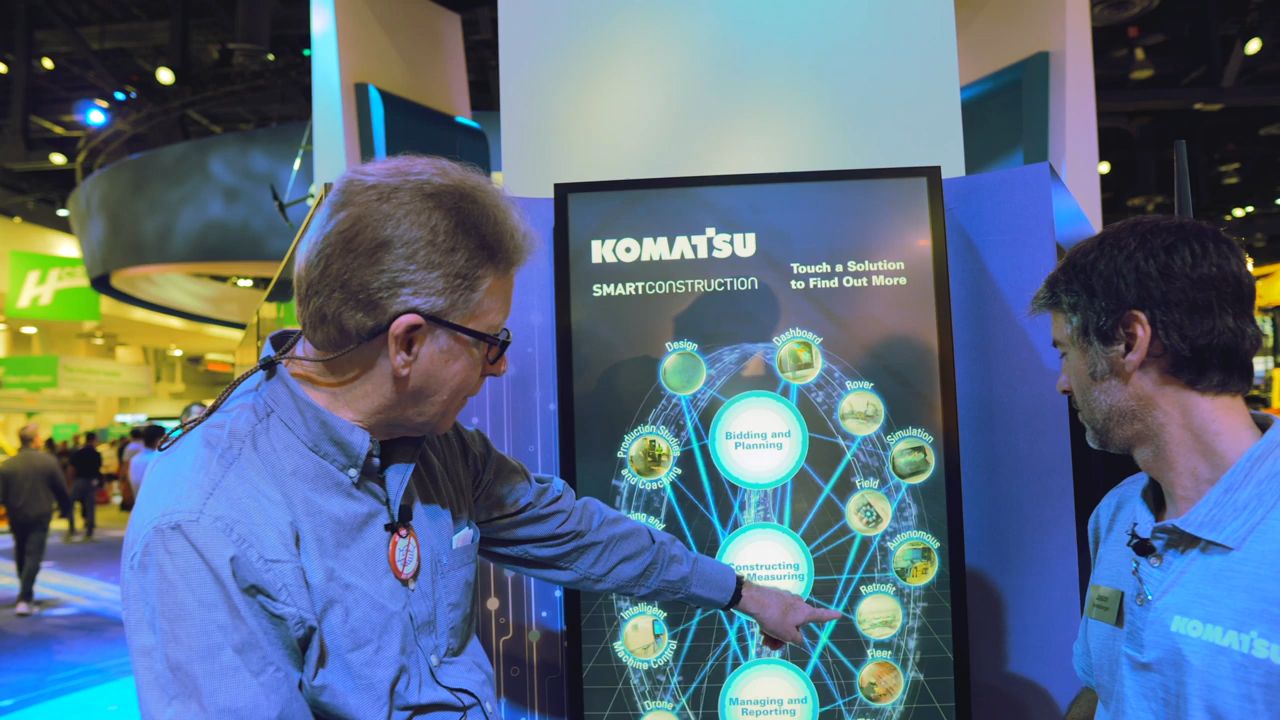 KOMATSU
SMARTCONSTRUCTION
Touch a Solution
to Find Out More
Design
Dashboard
Rover
Bidding and
Planning
Simulation
Production Studies
and Coaching
Field
and
Autonomous
Constructing
Measuring
Retrofit
Intelligent
Machine Control
Fleet
Managing and
Reporting
Drone
KOMATSU
H